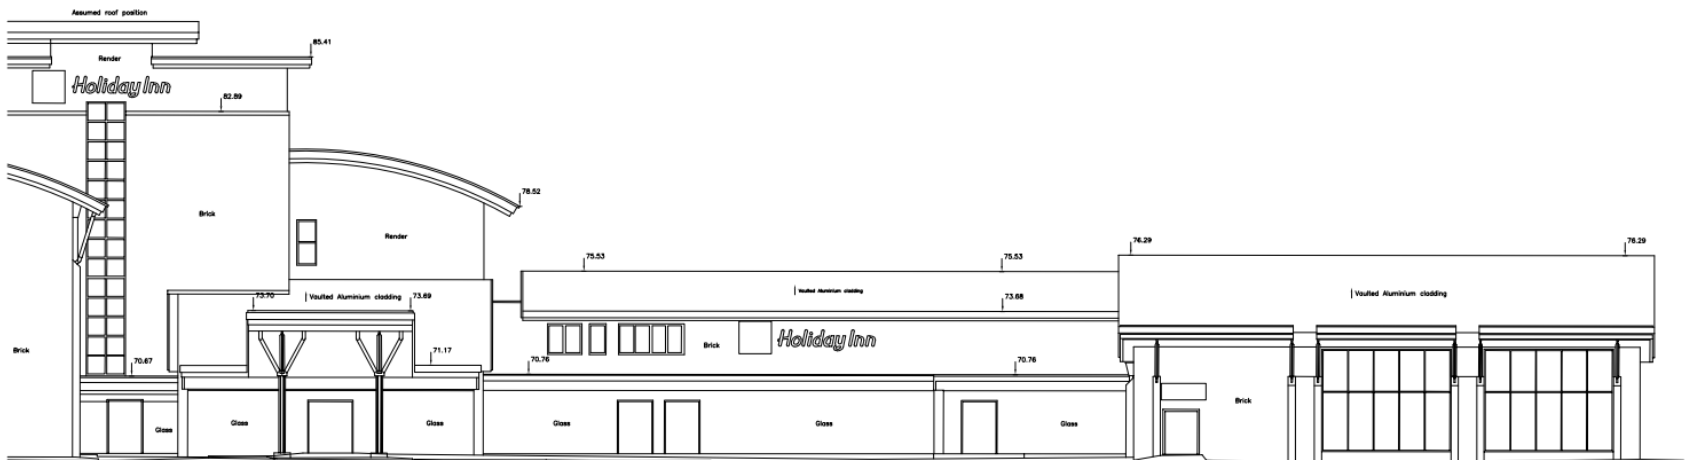 Assumed roof position
85.41
Render
Holiday Inn
82.89
78.52
Brick
Render
76.29
76.29
75.53
75.53
73.70
Vaulted Aluminium cladding
73.69
Vaulted Aluminium cladding
Vaulted Aluminium cladding
73.68
Brick
Brick
Holiday Inn
70.67
71.17
70.76
70.76
Brick
Glass
Glass
Glass
Glass
Glass
Glass